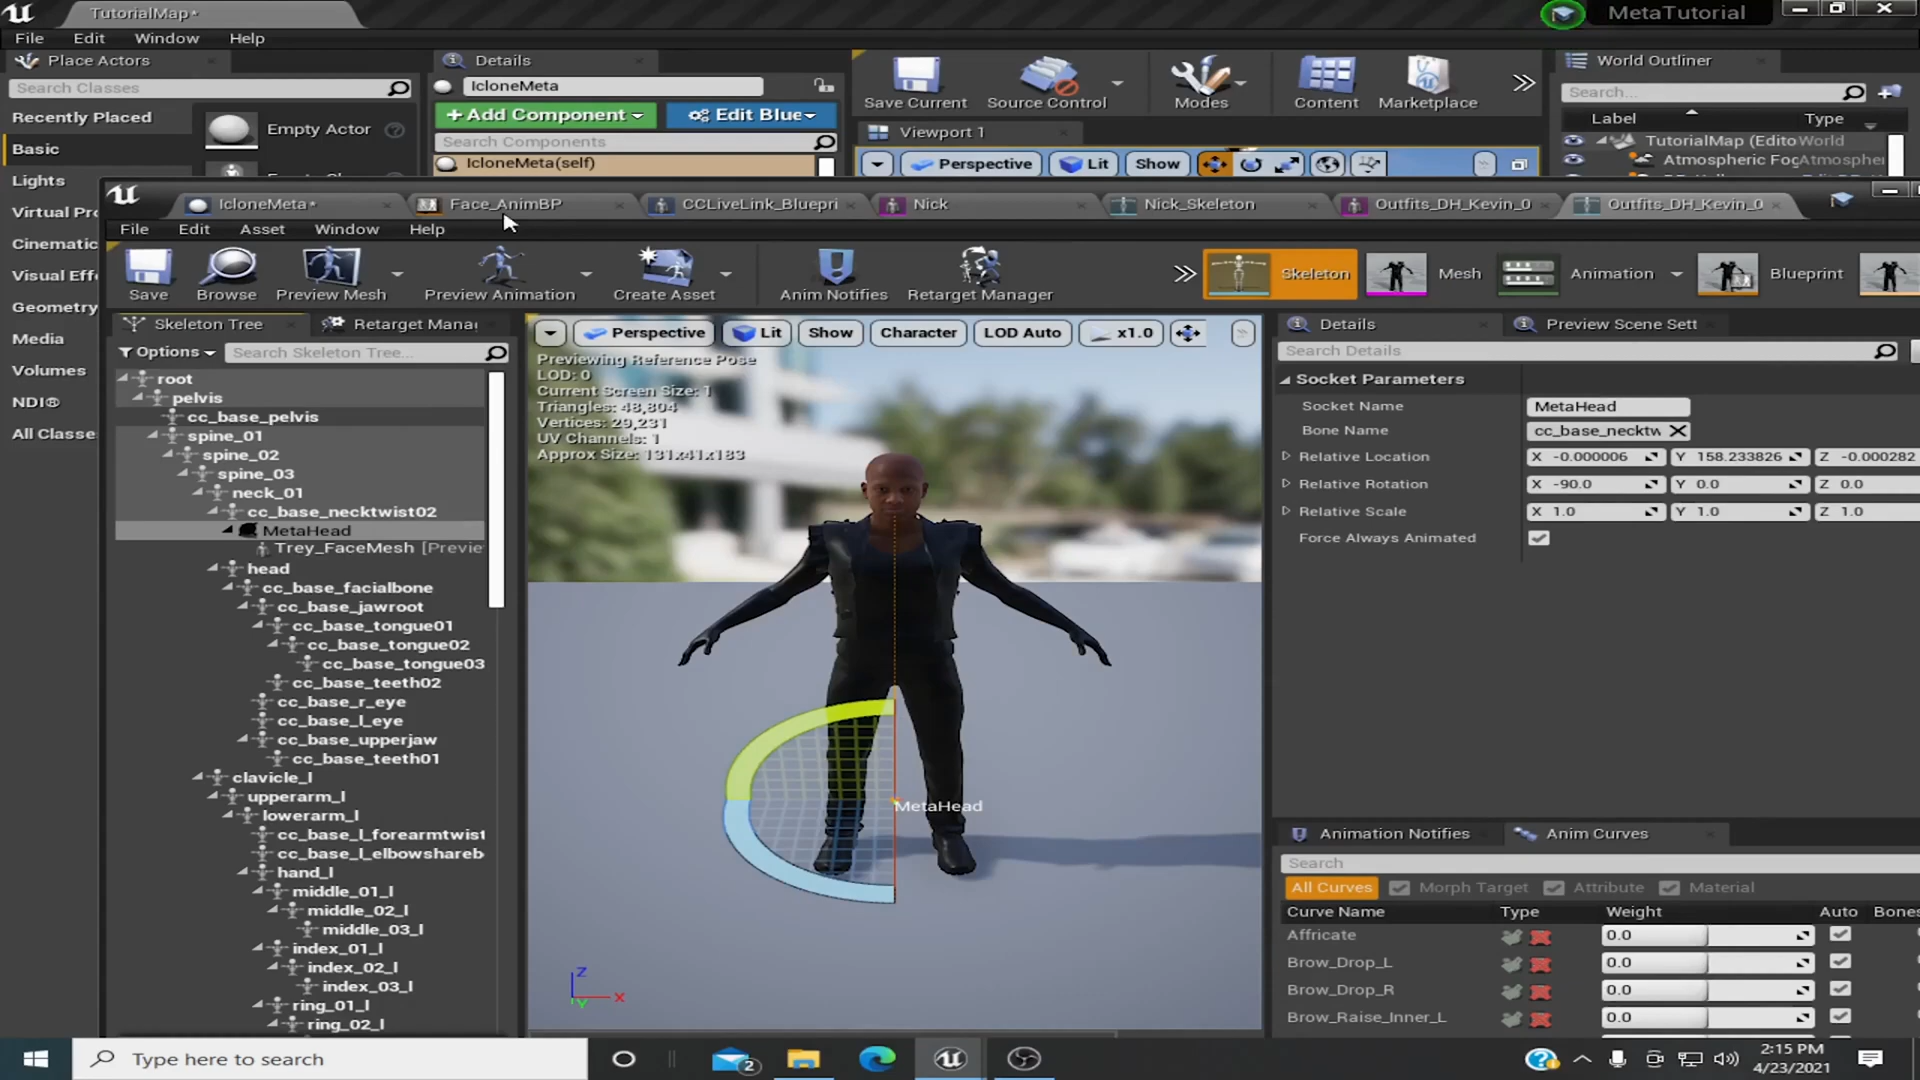 TutorialMap*
MetaTutorial
File Edit Window Help
Place Actors
Search Classes
Recently Placed
Basic
Lights
Virtual Pr
Cinematic
Visual Effe
Geometry
Media
Volumes
NDI®
All Classe
Empty Actor
Details
IcloneMeta
+Add Component
Edit Blue
Search Components
IcloneMeta(self)
Save Current
Source Control
Modes
Content
Marketplace
Viewport 1
Perspective Lit Show
World Outliner
Search...
Label Type
TutorialMap (Edito World
Atmospheric Fog Atmosphe
IcloneMeta*
Face_AnimBP
CCLiveLink_Bluepri
Nick
Nick_Skeleton
Outfits_DH_Kevin_0
Outfits_DH_Kevin_0
File Edit Asset Window Help
Save
Browse
Preview Mesh
Preview Animation
Create Asset
Anim Notifies
Retarget Manager
Skeleton
Mesh
Animation
Blueprint
Skeleton Tree
Retarget Mana
Options
Search Skeleton Tree...
root
pelvis
cc_base_pelvis
spine_01
spine_02
spine_03
neck_01
cc_base_necktwist02
MetaHead
Trey_FaceMesh [Previe
head
cc_base_facialbone
cc_base_jawroot
cc_base_tongue01
cc_base_tongue02
cc_base_tongue03
cc_base_teeth02
cc_base_r_eye
cc_base_l_eye
cc_base_upperjaw
cc_base_teeth01
clavicle_l
upperarm_l
lowerarm_l
cc_base_l_forearmtwist
cc_base_l_elbowshareb
hand_l
middle_01_l
middle_02_l
middle_03_l
index_01_l
index_02_l
index_03_l
ring_01_l
ring_02_l
Perspective Lit Show Character LOD Auto x1.0
Previewing Reference Pose
LOD: 0
Current Screen Size: 1
Triangles: 48,804
Vertices: 29,231
UV Channels: 1
Approx Size: 131x41x183
MetaHead
Z
X
Y
Details
Preview Scene Sett
Search Details
Socket Parameters
Socket Name MetaHead
Bone Name cc_base_necktw
Relative Location X -0.000006 Y 158.233826 Z -0.000282
Relative Rotation X -90.0 Y 0.0 Z 0.0
Relative Scale X 1.0 Y 1.0 Z 1.0
Force Always Animated
Animation Notifies
Anim Curves
Search
All Curves Morph Target Attribute Material
Curve Name Type Weight Auto Bones
Affricate 0.0
Brow_Drop_L 0.0
Brow_Drop_R 0.0
Brow_Raise_Inner_L 0.0
Type here to search
2
2:15 PM
4/23/2021